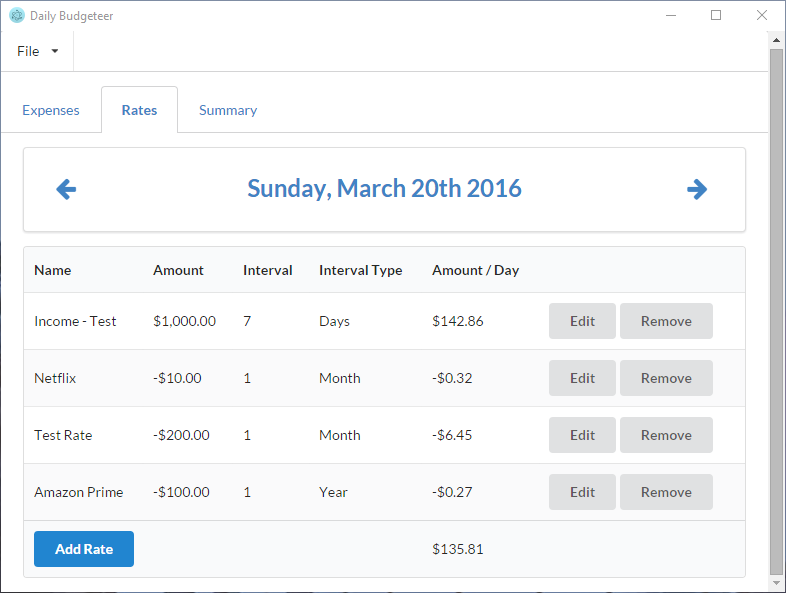 Daily Budgeteer
File
Expenses Rates Summary
Sunday, March 20th 2016
Name Amount Interval Interval Type Amount / Day
Income - Test $1,000.00 7 Days $142.86 Edit Remove
Netflix -$10.00 1 Month -$0.32 Edit Remove
Test Rate -$200.00 1 Month -$6.45 Edit Remove
Amazon Prime -$100.00 1 Year -$0.27 Edit Remove
Add Rate $135.81